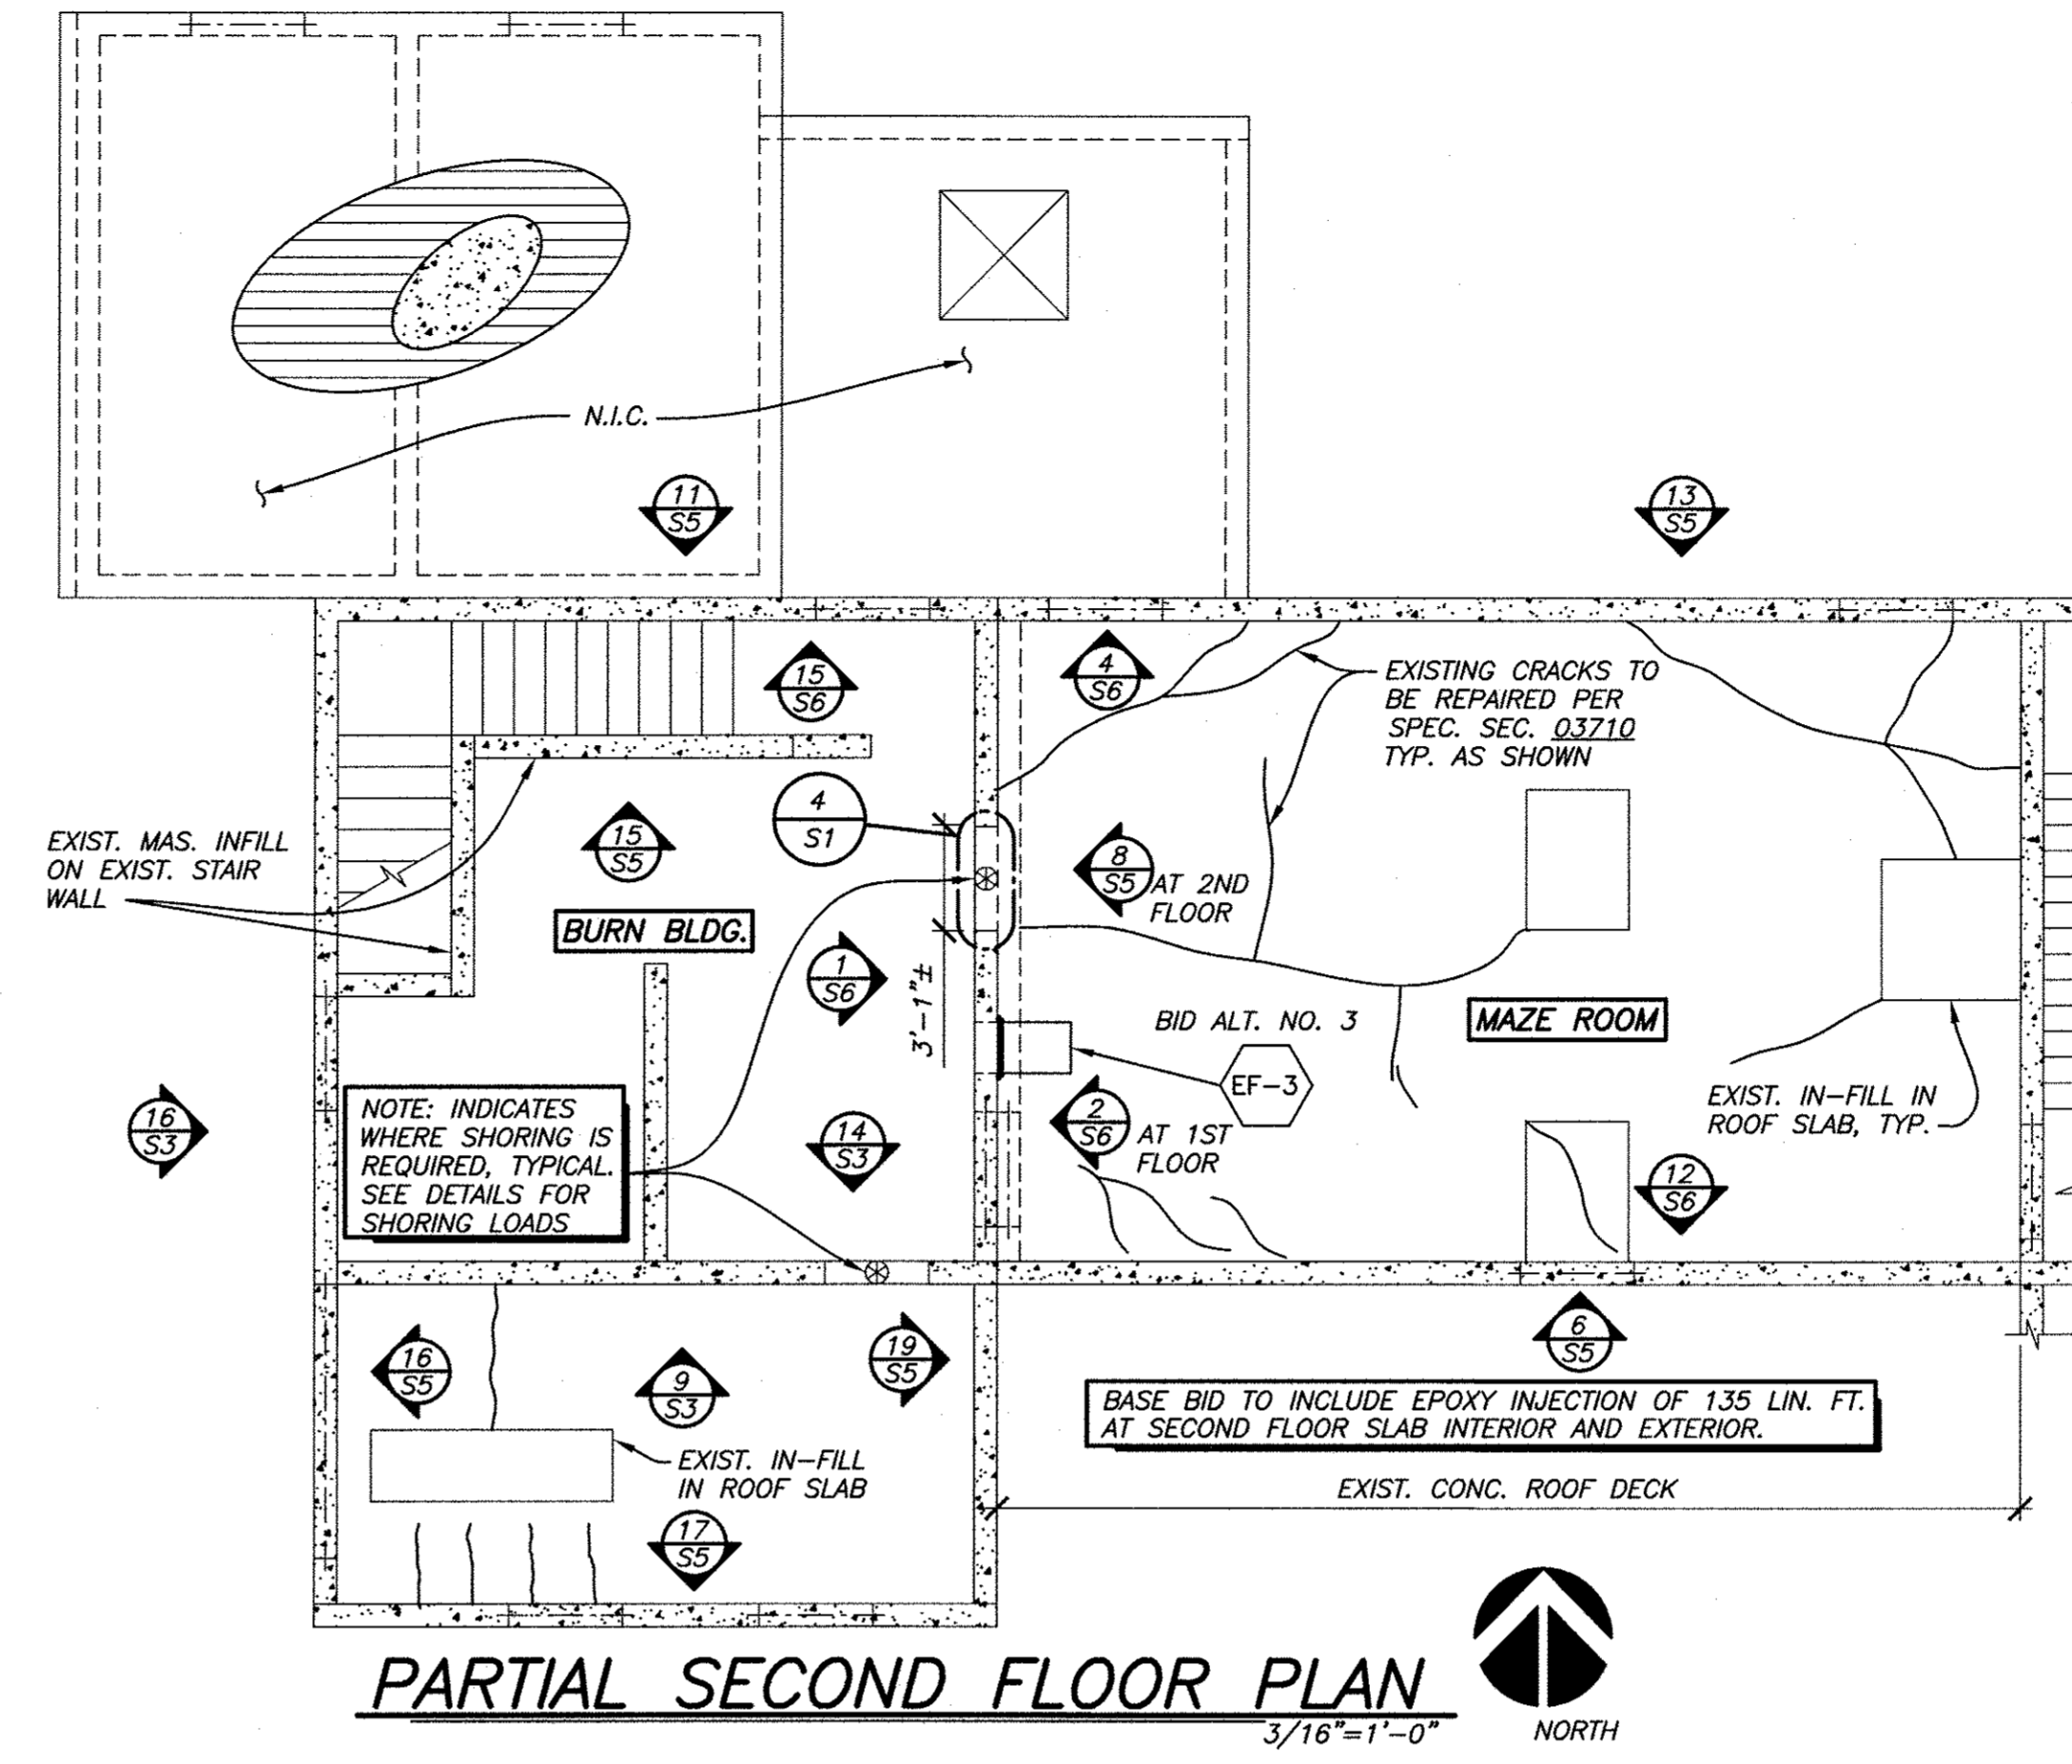 N.I.C.
11
S5
13
S5
15
S6
4
S6
EXISTING CRACKS TO
BE REPAIRED PER
SPEC. SEC. 03710
TYP. AS SHOWN
4
S1
EXIST. MAS. INFILL
ON EXIST. STAIR
WALL
15
S5
8
S5
AT 2ND
FLOOR
BURN BLDG.
1
S6
3'-1"±
BID ALT. NO. 3
MAZE ROOM
EF-3
NOTE: INDICATES
WHERE SHORING IS
REQUIRED, TYPICAL.
SEE DETAILS FOR
SHORING LOADS
16
S3
14
S3
2
S6
AT 1ST
FLOOR
EXIST. IN-FILL IN
ROOF SLAB, TYP.
12
S6
16
S5
9
S3
19
S5
6
S5
BASE BID TO INCLUDE EPOXY INJECTION OF 135 LIN. FT.
AT SECOND FLOOR SLAB INTERIOR AND EXTERIOR.
EXIST. IN-FILL
IN ROOF SLAB
EXIST. CONC. ROOF DECK
17
S5
PARTIAL SECOND FLOOR PLAN
3/16"=1'-0"
NORTH